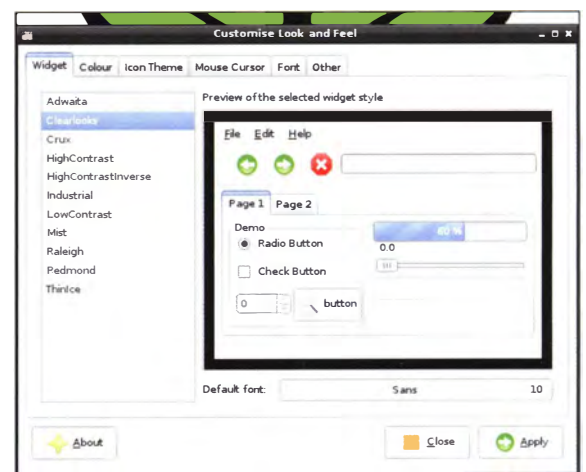 Customise Look and Feel
Widget Colour Icon Theme Mouse Cursor Font Other
Adwaita
Clearlooks
Crux
HighContrast
HighContrastInverse
Industrial
LowContrast
Mist
Raleigh
Pedmond
ThinIce
Preview of the selected widget style
File Edit Help
Page 1 Page 2
Demo
Radio Button
Check Button
0 button
60 %
0.0
Default font: Sans 10
About Close Apply